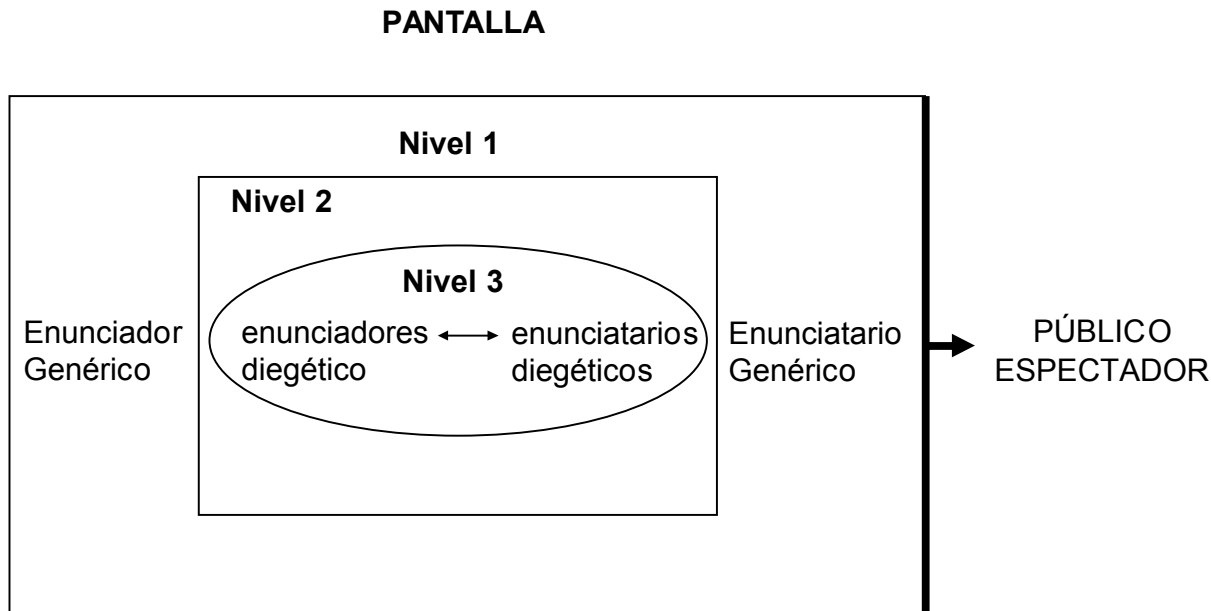 PANTALLA
Nivel 1
Nivel 2
Nivel 3
Enunciador
Genérico
enunciadores
diegético
enunciatarios
diegéticos
Enunciatario
Genérico
PÚBLICO
ESPECTADOR